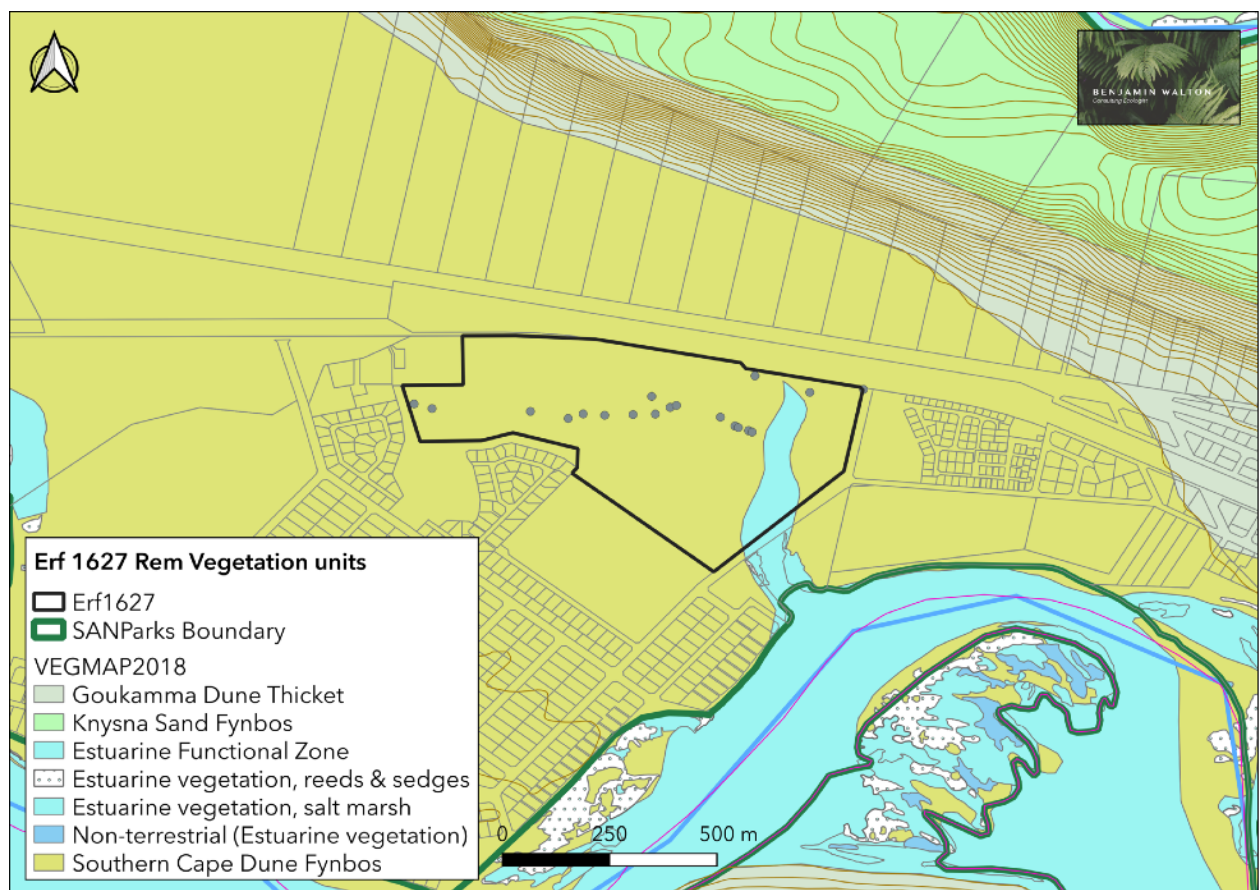 BENJAMIN WALTON
Consulting Ecologist
Erf 1627 Rem Vegetation units
Erf1627
SANParks Boundary
VEGMAP2018
Goukamma Dune Thicket
Knysna Sand Fynbos
Estuarine Functional Zone
Estuarine vegetation, reeds & sedges
Estuarine vegetation, salt marsh
Non-terrestrial (Estuarine vegetation)
Southern Cape Dune Fynbos
0 250 500 m